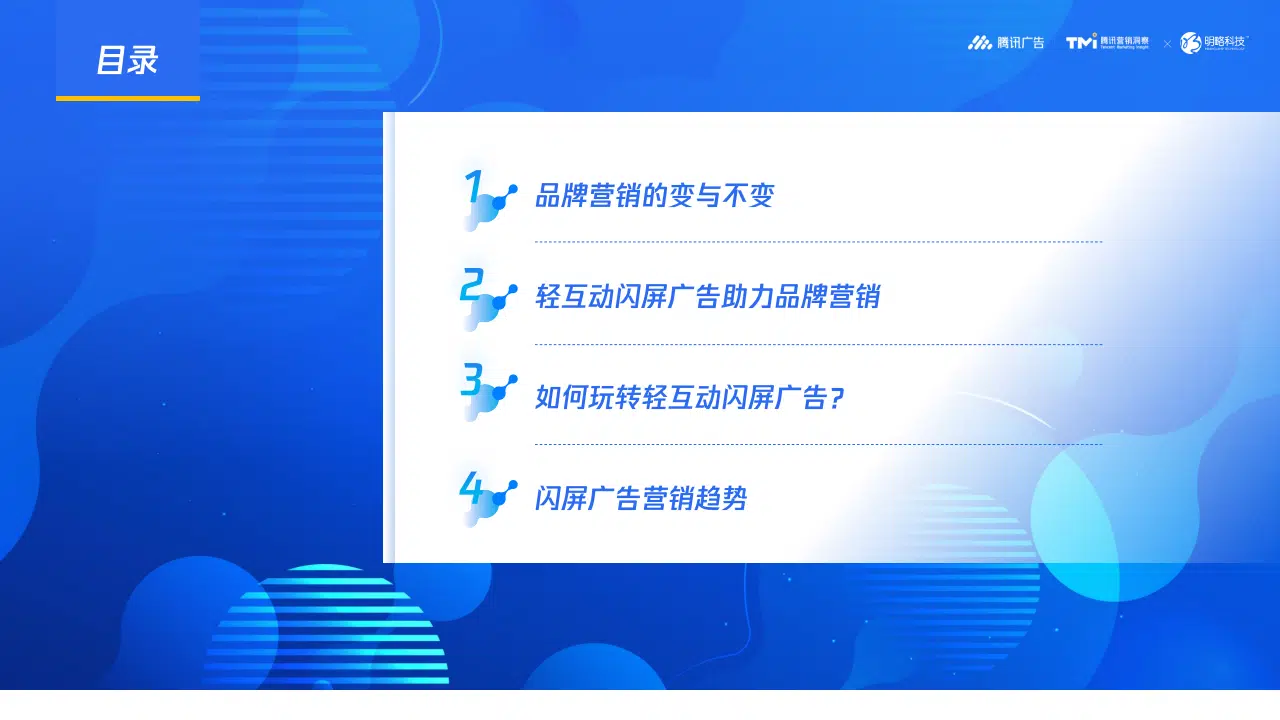 目录
腾讯广告
TMI 腾讯营销洞察
Tencent Marketing Insight
×
明略科技
1 品牌营销的变与不变
2 轻互动闪屏广告助力品牌营销
3 如何玩转轻互动闪屏广告?
4 闪屏广告营销趋势